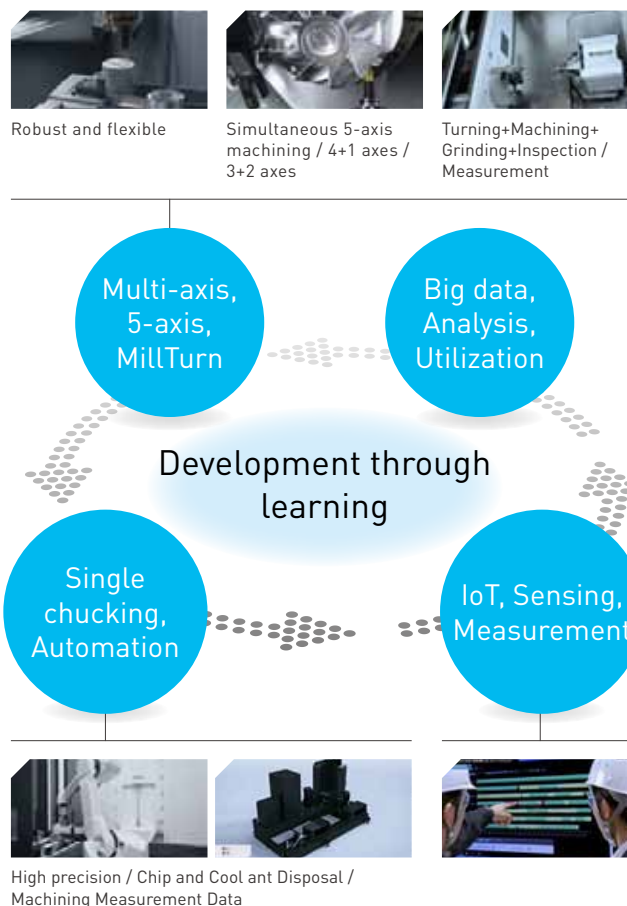 Robust and flexible
Simultaneous 5-axis
machining / 4+1 axes /
3+2 axes
Turning+Machining+
Grinding+Inspection /
Measurement
Multi-axis,
5-axis,
MillTurn
Big data,
Analysis,
Utilization
Development through
learning
Single
chucking,
Automation
IoT, Sensing,
Measurement
High precision / Chip and Cool ant Disposal /
Machining Measurement Data